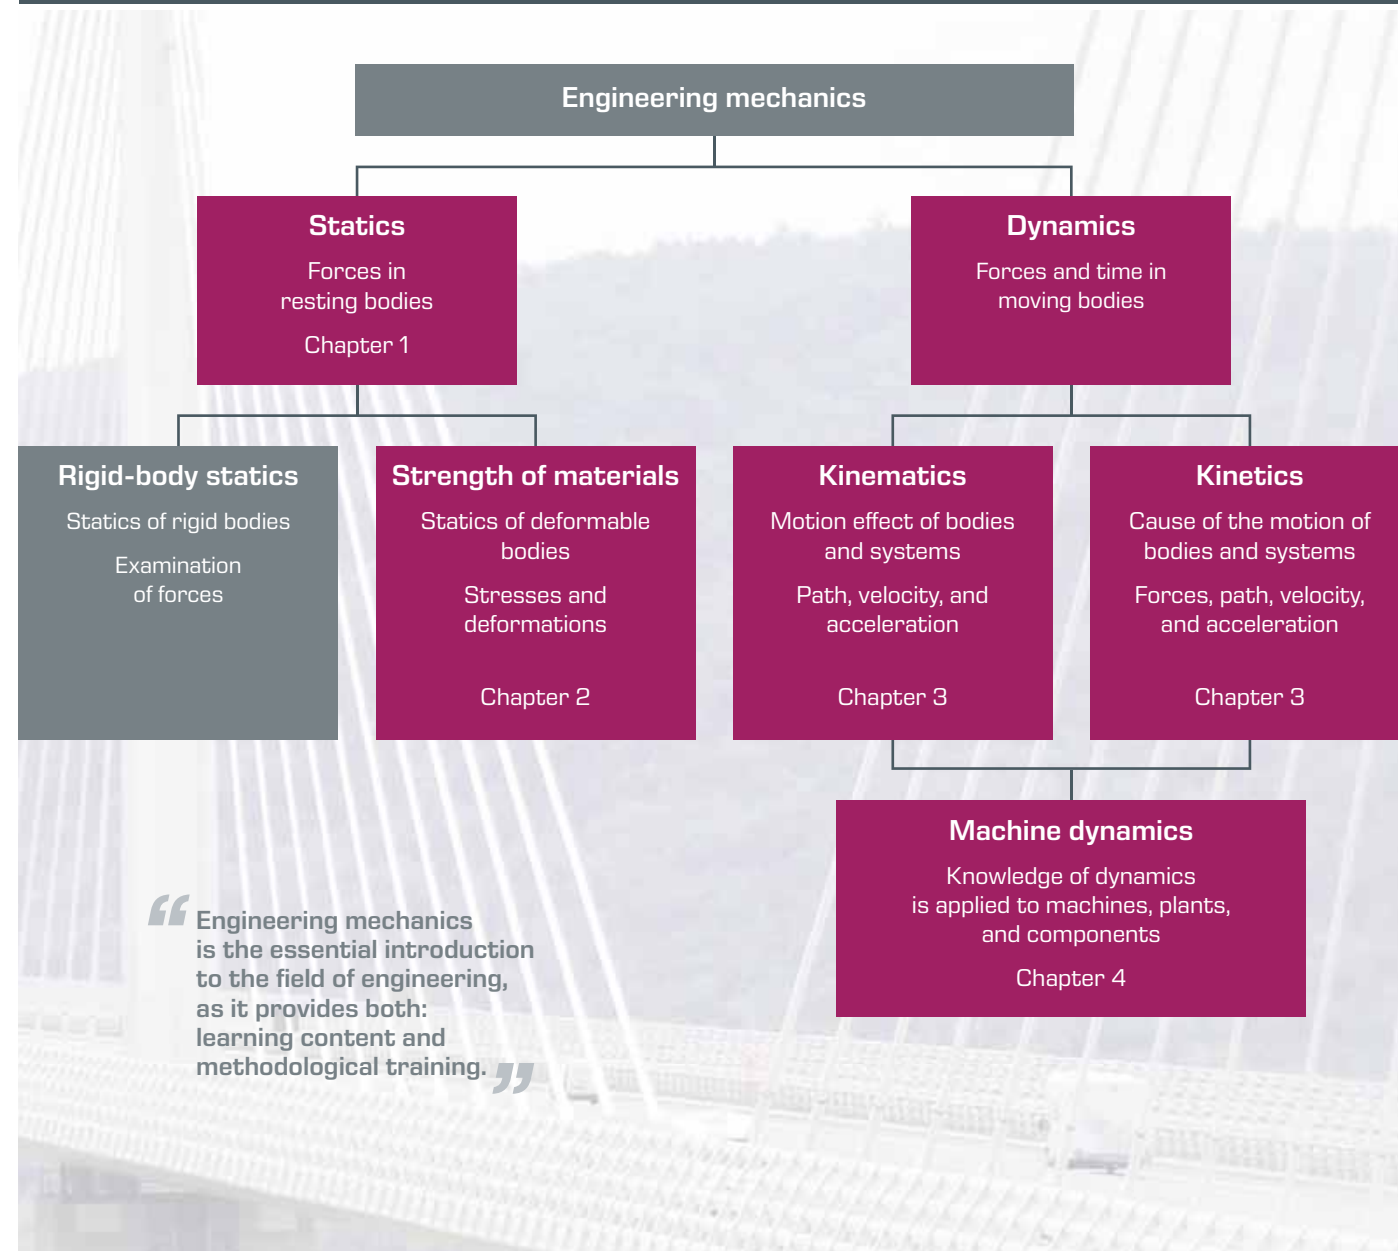 Engineering mechanics
Statics
Forces in
resting bodies
Chapter 1
Dynamics
Forces and time in
moving bodies
Rigid-body statics
Statics of rigid bodies
Examination
of forces
Strength of materials
Statics of deformable
bodies
Stresses and
deformations
Chapter 2
Kinematics
Motion effect of bodies
and systems
Path, velocity, and
acceleration
Chapter 3
Kinetics
Cause of the motion of
bodies and systems
Forces, path, velocity,
and acceleration
Chapter 3
Machine dynamics
Knowledge of dynamics
is applied to machines, plants,
and components
Chapter 4
“Engineering mechanics
is the essential introduction
to the field of engineering,
as it provides both:
learning content and
methodological training.”